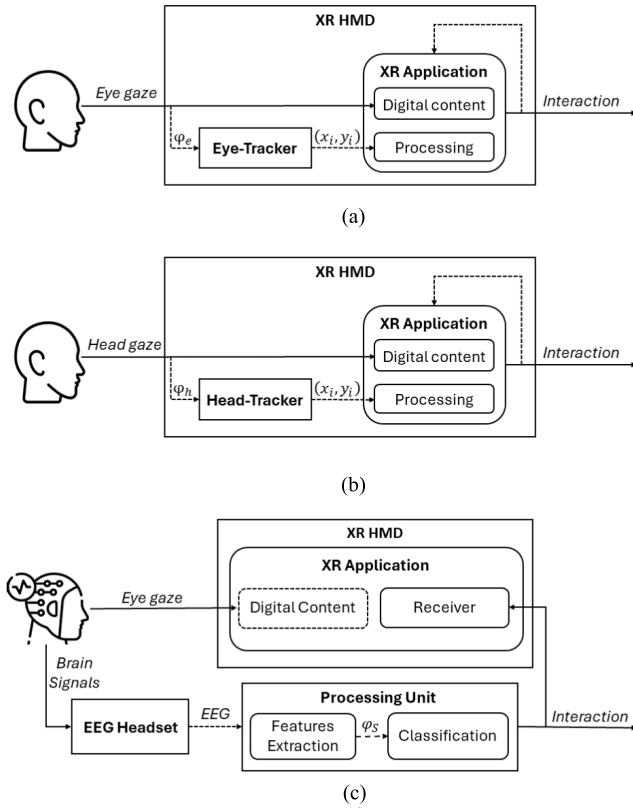 XR HMD
XR Application
Eye gaze
Digital content
Interaction
φe
Eye-Tracker
(xi, yi)
Processing
(a)
XR HMD
XR Application
Head gaze
Digital content
Interaction
φh
Head-Tracker
(xi, yi)
Processing
(b)
XR HMD
XR Application
Eye gaze
Digital Content
Receiver
Brain
Signals
Processing Unit
EEG Headset
EEG
Features
Extraction
φS
Classification
Interaction
(c)